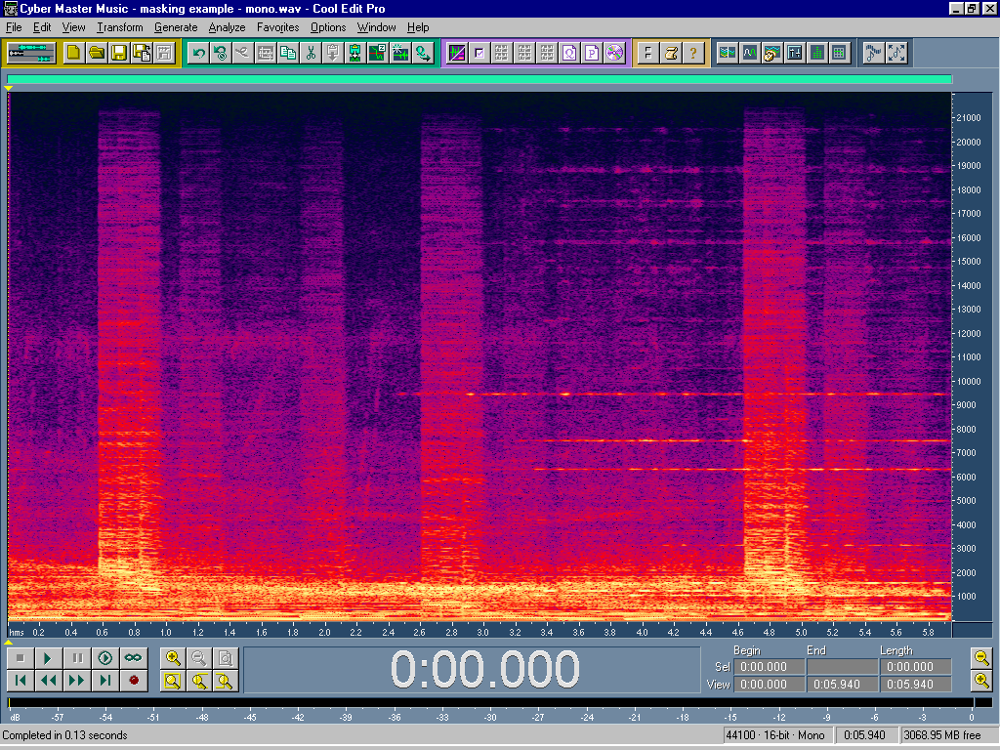 Cyber Master Music - masking example - mono.wav - Cool Edit Pro
File Edit View Transform Generate Analyze Favorites Options Window Help
F ?
21000
20000
19000
18000
17000
16000
15000
14000
13000
12000
11000
10000
9000
8000
7000
6000
5000
4000
3000
2000
1000
hms 0.2 0.4 0.6 0.8 1.0 1.2 1.4 1.6 1.8 2.0 2.2 2.4 2.6 2.8 3.0 3.2 3.4 3.6 3.8 4.0 4.2 4.4 4.6 4.8 5.0 5.2 5.4 5.6 5.8
0:00.000
Begin End Length
Sel 0:00.000 0:00.000
View 0:00.000 0:05.940 0:05.940
dB -57 -54 -51 -48 -45 -42 -39 -36 -33 -30 -27 -24 -21 -18 -15 -12 -9 -6 -3 0
Completed in 0.13 seconds
44100 · 16-bit · Mono 0:05.940 3068.95 MB free